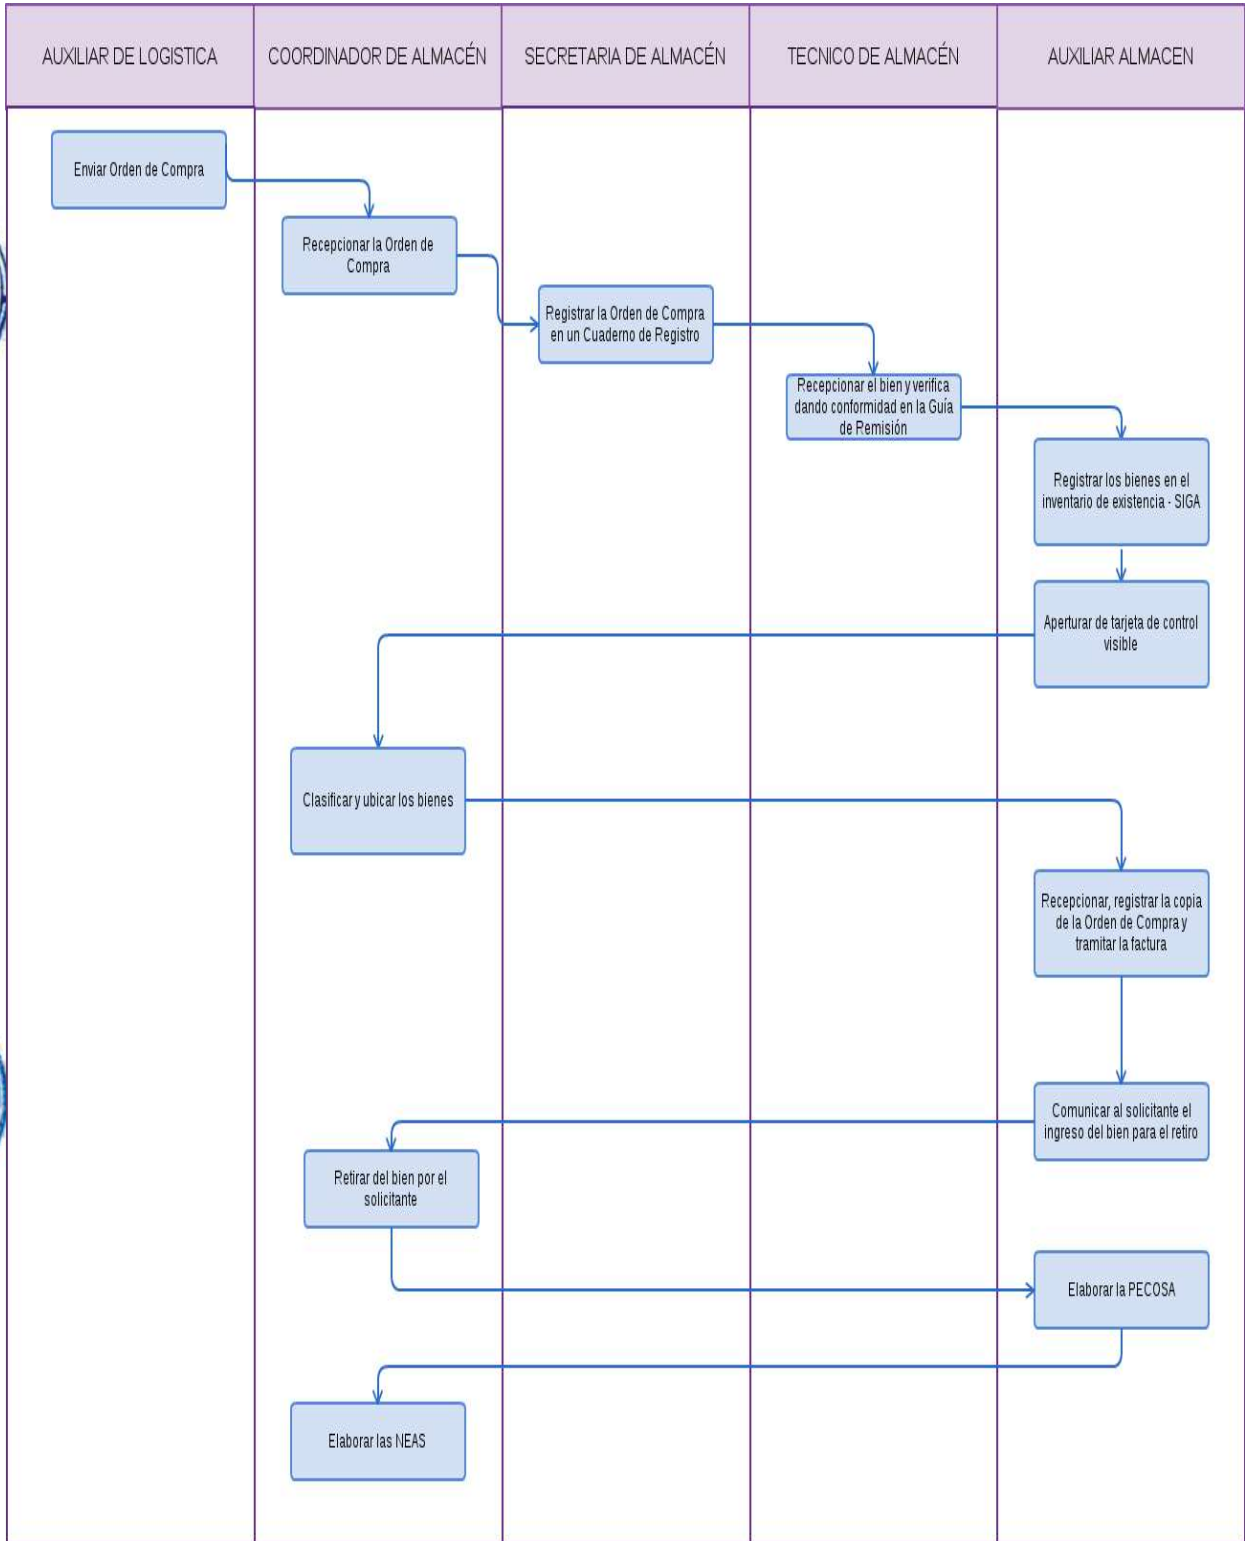 AUXILIAR DE LOGISTICA
COORDINADOR DE ALMACÉN
SECRETARIA DE ALMACÉN
TECNICO DE ALMACÉN
AUXILIAR ALMACEN
Enviar Orden de Compra
Recepcionar la Orden de
Compra
Registrar la Orden de Compra
en un Cuaderno de Registro
Recepcionar el bien y verifica
dando conformidad en la Guía
de Remisión
Registrar los bienes en el
inventario de existencia - SIGA
Aperturar de tarjeta de control
visible
Clasificar y ubicar los bienes
Recepcionar, registrar la copia
de la Orden de Compra y
tramitar la factura
Comunicar al solicitante el
ingreso del bien para el retiro
Retirar del bien por el
solicitante
Elaborar la PECOSA
Elaborar las NEAS